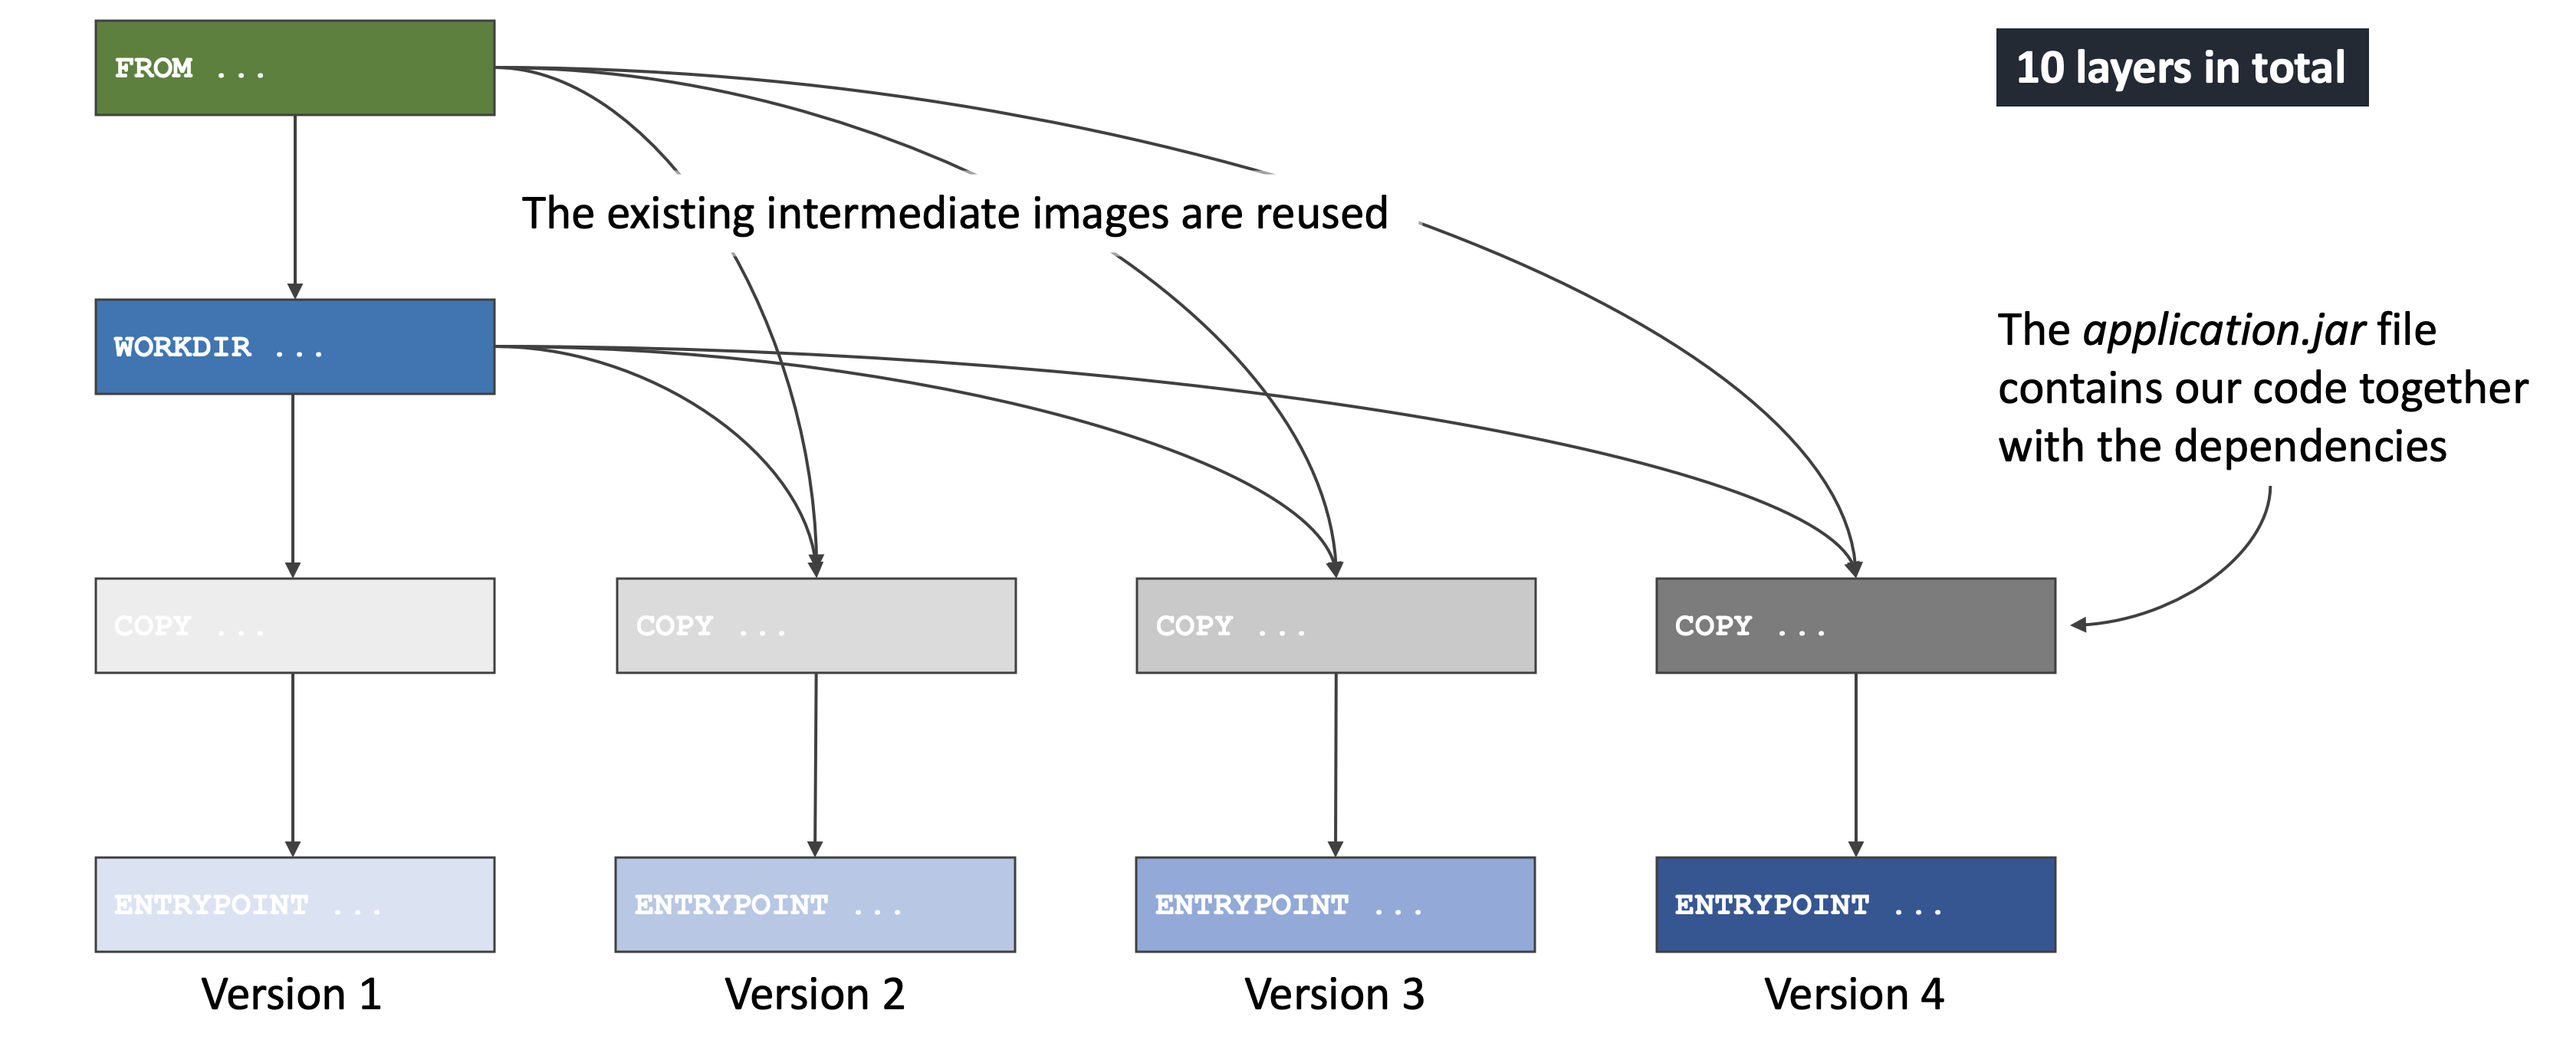 FROM ...
10 layers in total
The existing intermediate images are reused
WORKDIR ...
The application.jar file
contains our code together
with the dependencies
COPY ...
COPY ...
COPY ...
COPY ...
ENTRYPOINT ...
ENTRYPOINT ...
ENTRYPOINT ...
ENTRYPOINT ...
Version 1
Version 2
Version 3
Version 4